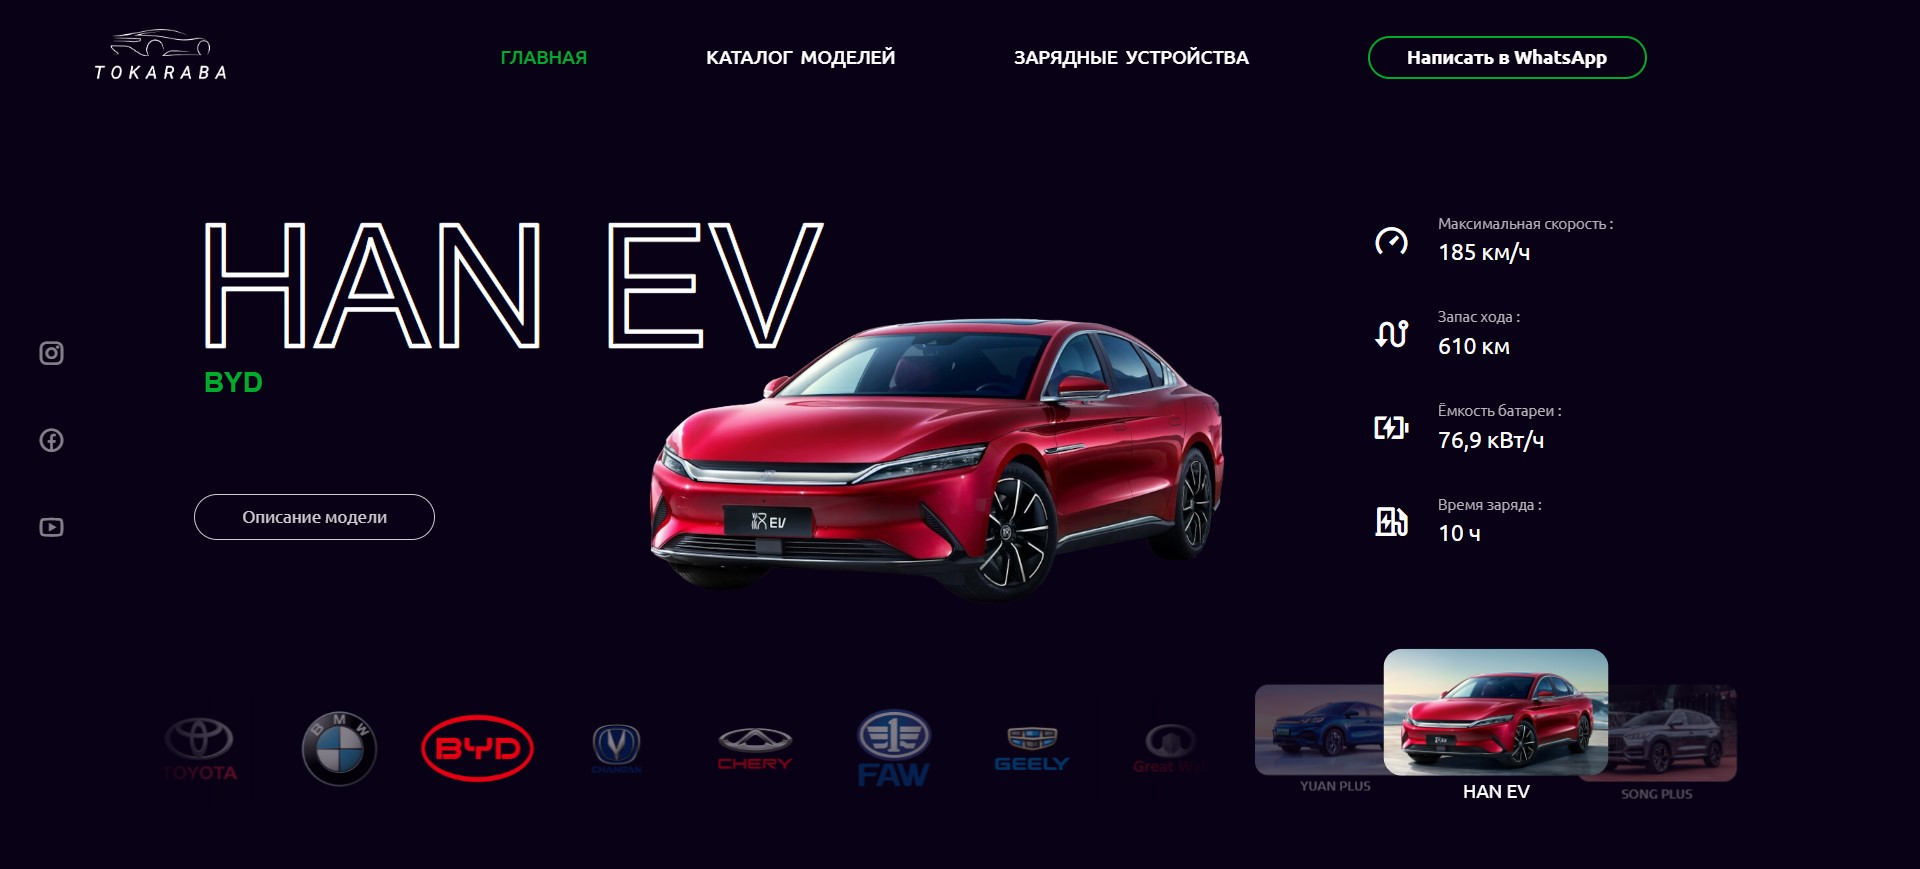 TOKARABA
ГЛАВНАЯ
КАТАЛОГ МОДЕЛЕЙ
ЗАРЯДНЫЕ УСТРОЙСТВА
Написать в WhatsApp
HAN EV
BYD
Описание модели
EV
Максимальная скорость :
185 км/ч
Запас хода :
610 км
Ёмкость батареи :
76,9 кВт/ч
Время заряда :
10 ч
TOYOTA
BMW
BYD
CHANGAN
CHERY
FAW
GEELY
Great
YUAN PLUS
HAN EV
SONG PLUS